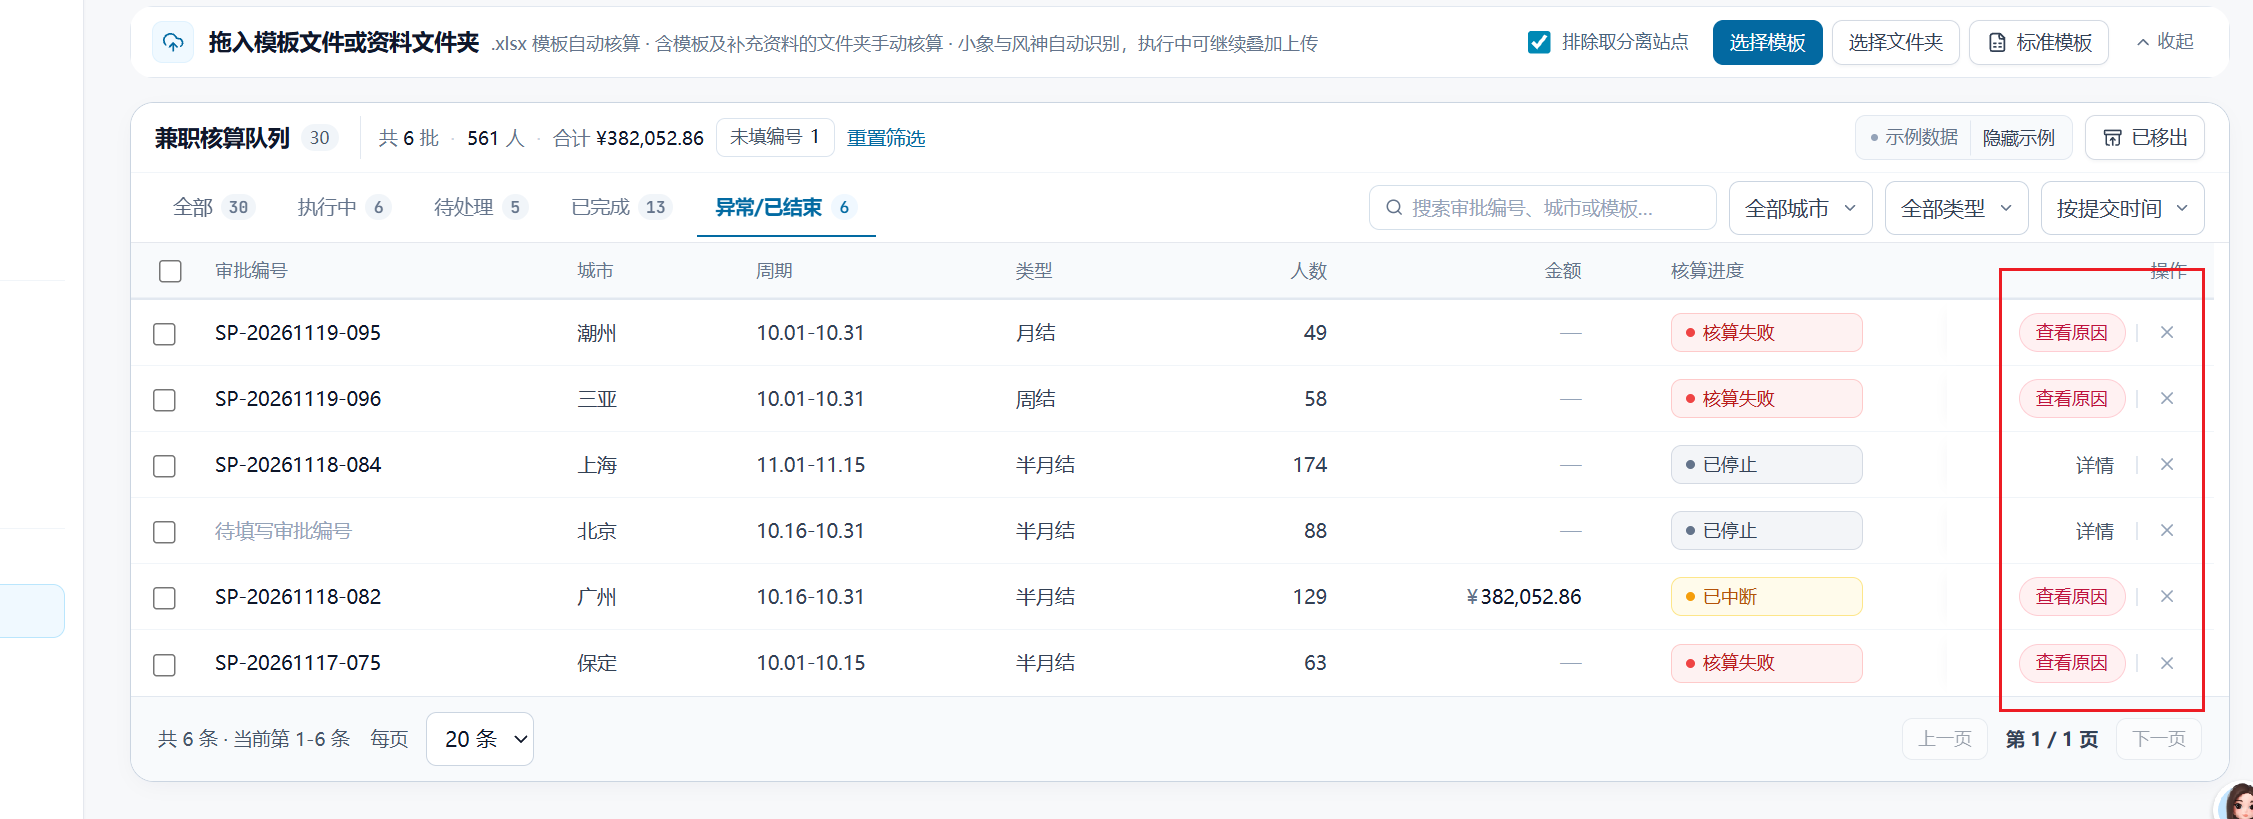 拖入模板文件或资料文件夹 .xlsx 模板自动核算 · 含模板及补充资料的文件夹手动核算 · 小象与风神自动识别，执行中可继续叠加上传 排除取分离站点 选择模板 选择文件夹 标准模板 收起
兼职核算队列 30 共 6 批 · 561 人 · 合计 ¥382,052.86 未填编号 1 重置筛选 示例数据 隐藏示例 已移出
全部 30 执行中 6 待处理 5 已完成 13 异常/已结束 6 搜索审批编号、城市或模板... 全部城市 全部类型 按提交时间
审批编号 城市 周期 类型 人数 金额 核算进度 操作
SP-20261119-095 潮州 10.01-10.31 月结 49 — 核算失败 查看原因 ×
SP-20261119-096 三亚 10.01-10.31 周结 58 — 核算失败 查看原因 ×
SP-20261118-084 上海 11.01-11.15 半月结 174 — 已停止 详情 ×
待填写审批编号 北京 10.16-10.31 半月结 88 — 已停止 详情 ×
SP-20261118-082 广州 10.16-10.31 半月结 129 ¥382,052.86 已中断 查看原因 ×
SP-20261117-075 保定 10.01-10.15 半月结 63 — 核算失败 查看原因 ×
共 6 条 · 当前第 1-6 条 每页 20 条 上一页 第 1 / 1 页 下一页